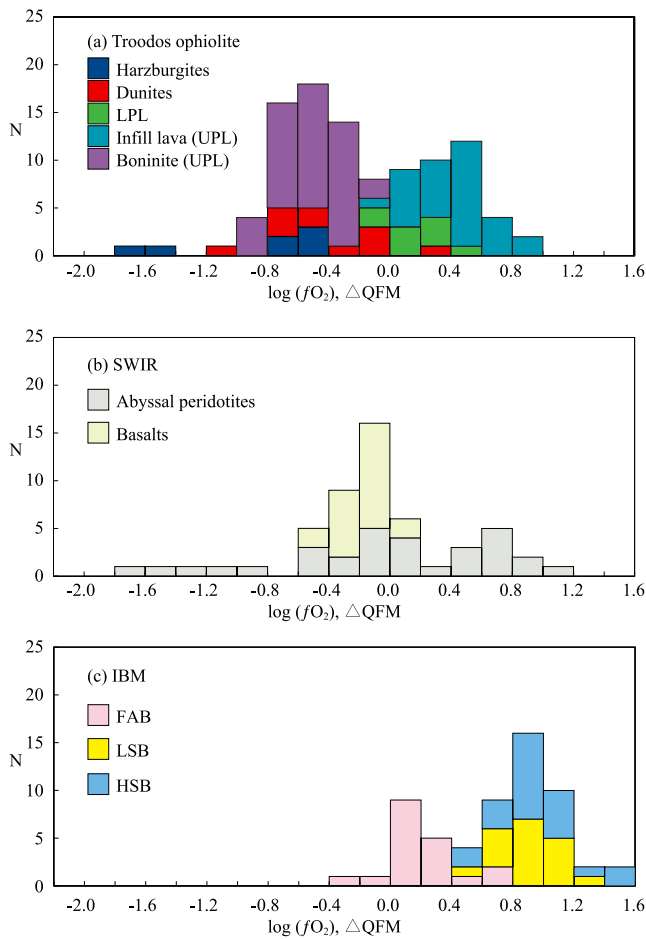 25
(a) Troodos ophiolite
20
Harzburgites
Dunites
15
LPL
N
Infill lava (UPL)
10
Boninite (UPL)
5
0
-2.0 -1.6 -1.2 -0.8 -0.4 0.0 0.4 0.8 1.2 1.6
log (fO₂), △QFM
25
(b) SWIR
20
Abyssal peridotites
15
Basalts
N
10
5
0
-2.0 -1.6 -1.2 -0.8 -0.4 0.0 0.4 0.8 1.2 1.6
log (fO₂), △QFM
25
(c) IBM
20
FAB
15
LSB
N
HSB
10
5
0
-2.0 -1.6 -1.2 -0.8 -0.4 0.0 0.4 0.8 1.2 1.6
log (fO₂), △QFM